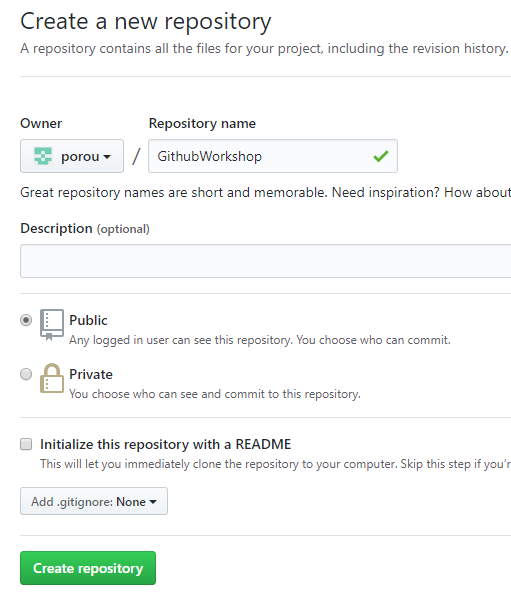 Create a new repository
A repository contains all the files for your project, including the revision history.
Owner
Repository name
porou / GithubWorkshop
Great repository names are short and memorable. Need inspiration? How about
Description (optional)
Public
Any logged in user can see this repository. You choose who can commit.
Private
You choose who can see and commit to this repository.
Initialize this repository with a README
This will let you immediately clone the repository to your computer. Skip this step if you'r
Add .gitignore: None
Create repository